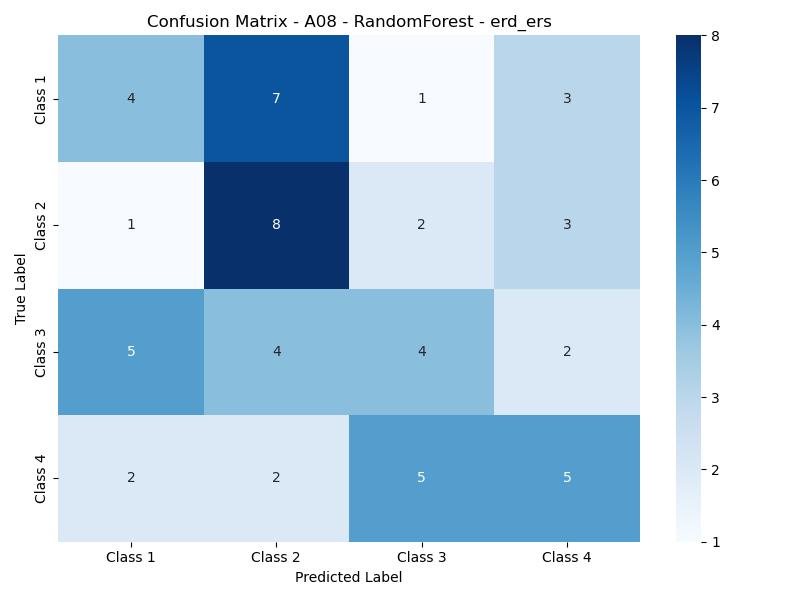 Confusion Matrix - A08 - RandomForest - erd_ers
True Label
Class 1
4 7 1 3
Class 2
1 8 2 3
Class 3
5 4 4 2
Class 4
2 2 5 5
Class 1 Class 2 Class 3 Class 4
Predicted Label
8
7
6
5
4
3
2
1